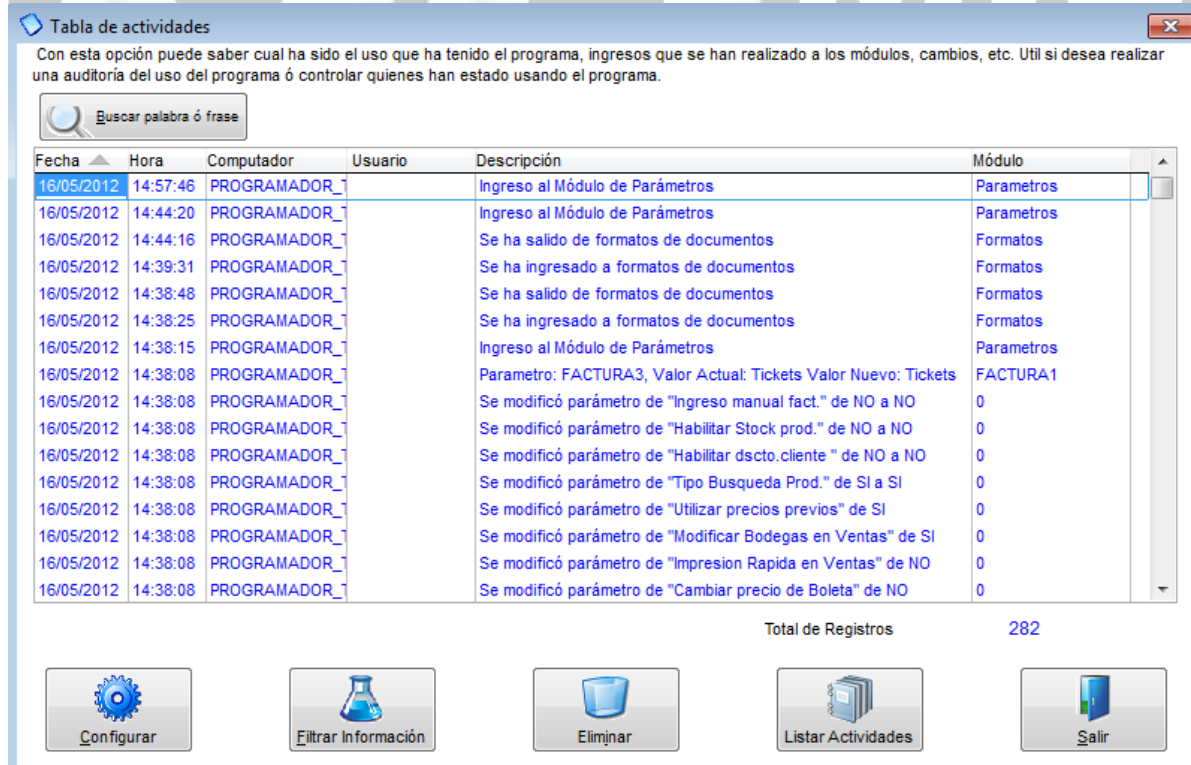 Tabla de actividades
Con esta opción puede saber cual ha sido el uso que ha tenido el programa, ingresos que se han realizado a los módulos, cambios, etc. Util si desea realizar
una auditoría del uso del programa ó controlar quienes han estado usando el programa.
Buscar palabra ó frase
Fecha Hora Computador Usuario Descripción Módulo
16/05/2012 14:57:46 PROGRAMADOR_T Ingreso al Módulo de Parámetros Parametros
16/05/2012 14:44:20 PROGRAMADOR_T Ingreso al Módulo de Parámetros Parametros
16/05/2012 14:44:16 PROGRAMADOR_T Se ha salido de formatos de documentos Formatos
16/05/2012 14:39:31 PROGRAMADOR_T Se ha ingresado a formatos de documentos Formatos
16/05/2012 14:38:48 PROGRAMADOR_T Se ha salido de formatos de documentos Formatos
16/05/2012 14:38:25 PROGRAMADOR_T Se ha ingresado a formatos de documentos Formatos
16/05/2012 14:38:15 PROGRAMADOR_T Ingreso al Módulo de Parámetros Parametros
16/05/2012 14:38:08 PROGRAMADOR_T Parametro: FACTURA3, Valor Actual: Tickets Valor Nuevo: Tickets FACTURA1
16/05/2012 14:38:08 PROGRAMADOR_T Se modificó parámetro de "Ingreso manual fact." de NO a NO 0
16/05/2012 14:38:08 PROGRAMADOR_T Se modificó parámetro de "Habilitar Stock prod." de NO a NO 0
16/05/2012 14:38:08 PROGRAMADOR_T Se modificó parámetro de "Habilitar dscto.cliente " de NO a NO 0
16/05/2012 14:38:08 PROGRAMADOR_T Se modificó parámetro de "Tipo Busqueda Prod." de SI a SI 0
16/05/2012 14:38:08 PROGRAMADOR_T Se modificó parámetro de "Utilizar precios previos" de SI 0
16/05/2012 14:38:08 PROGRAMADOR_T Se modificó parámetro de "Modificar Bodegas en Ventas" de SI 0
16/05/2012 14:38:08 PROGRAMADOR_T Se modificó parámetro de "Impresion Rapida en Ventas" de NO 0
16/05/2012 14:38:08 PROGRAMADOR_T Se modificó parámetro de "Cambiar precio de Boleta" de NO 0
Total de Registros 282
Configurar Filtrar Información Eliminar Listar Actividades Salir